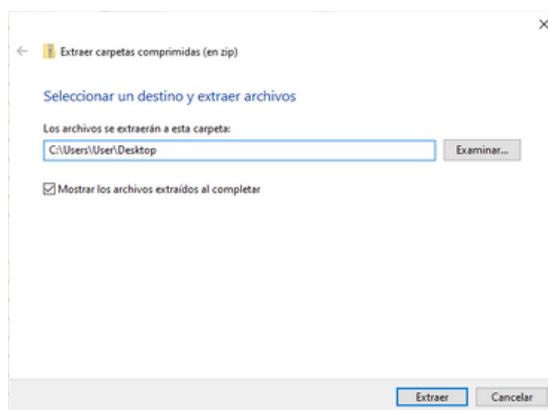 Extraer carpetas comprimidas (en zip)
Seleccionar un destino y extraer archivos
Los archivos se extraerán a esta carpeta:
C:\Users\User\Desktop
Examinar...
Mostrar los archivos extraídos al completar
Extraer
Cancelar